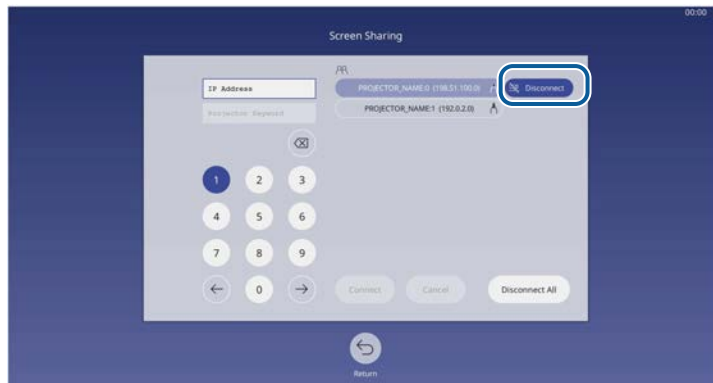 00:00
Screen Sharing
IP Address
Projector Keyword
PROJECTOR_NAME:0 (198.51.100.0)
Disconnect
PROJECTOR_NAME:1 (192.0.2.0)
1 2 3
4 5 6
7 8 9
0
Connect Cancel Disconnect All
Return